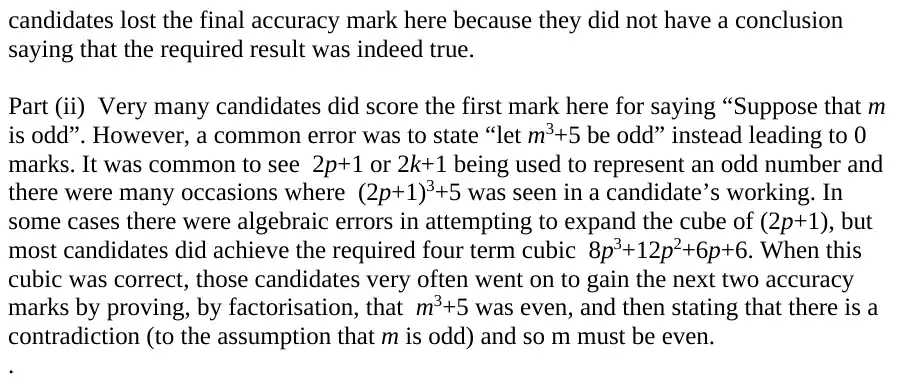 candidates lost the final accuracy mark here because they did not have a conclusion
saying that the required result was indeed true.
Part (ii)  Very many candidates did score the first mark here for saying “Suppose that m
is odd”. However, a common error was to state “let m³+5 be odd” instead leading to 0
marks. It was common to see  2p+1 or 2k+1 being used to represent an odd number and
there were many occasions where  (2p+1)³+5 was seen in a candidate’s working. In
some cases there were algebraic errors in attempting to expand the cube of (2p+1), but
most candidates did achieve the required four term cubic  8p³+12p²+6p+6. When this
cubic was correct, those candidates very often went on to gain the next two accuracy
marks by proving, by factorisation, that  m³+5 was even, and then stating that there is a
contradiction (to the assumption that m is odd) and so m must be even.
.